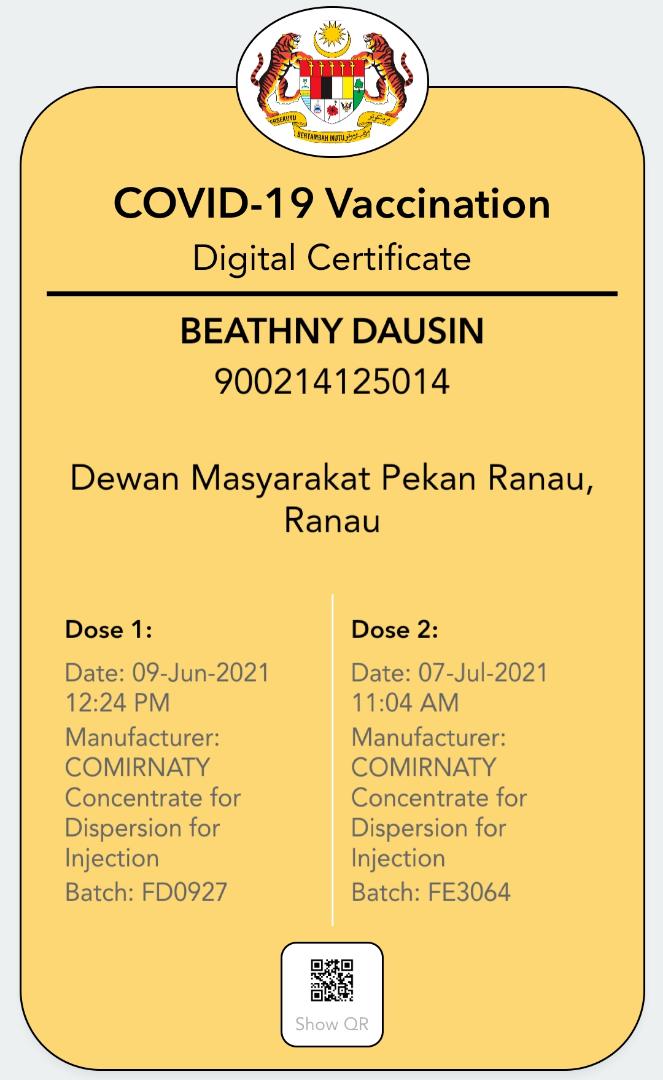 BERTAMBAH MUTU
COVID-19 Vaccination
Digital Certificate
BEATHNY DAUSIN
900214125014
Dewan Masyarakat Pekan Ranau,
Ranau
Dose 1:
Date: 09-Jun-2021
12:24 PM
Manufacturer:
COMIRNATY
Concentrate for
Dispersion for
Injection
Batch: FD0927
Dose 2:
Date: 07-Jul-2021
11:04 AM
Manufacturer:
COMIRNATY
Concentrate for
Dispersion for
Injection
Batch: FE3064
Show QR